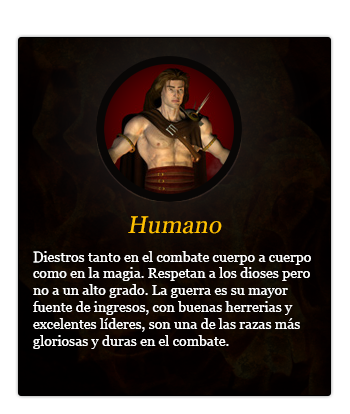 Humano
Diestros tanto en el combate cuerpo a cuerpo
como en la magia. Respetan a los dioses pero
no a un alto grado. La guerra es su mayor
fuente de ingresos, con buenas herrerias y
excelentes líderes, son una de las razas más
gloriosas y duras en el combate.